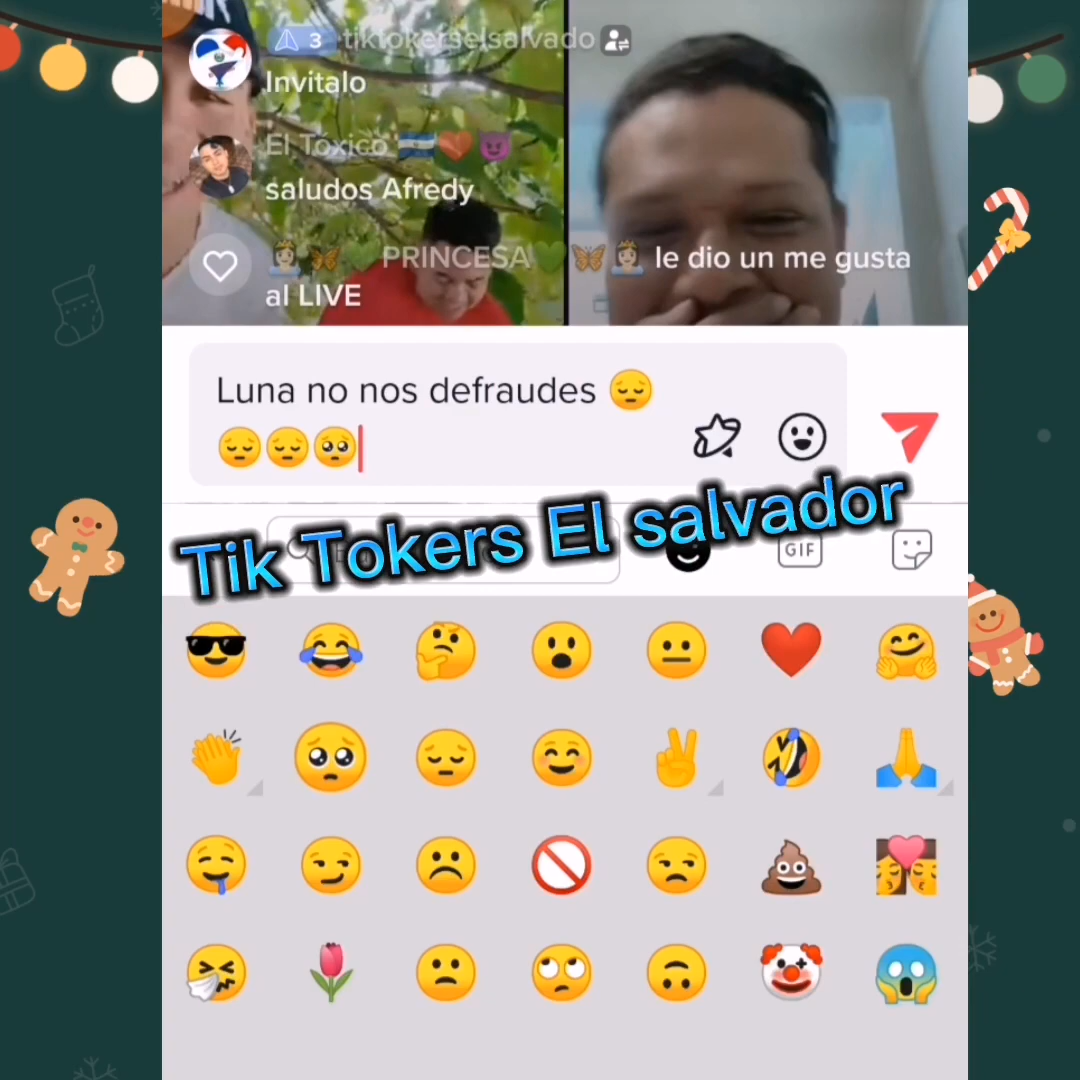 3 tiktokerselsalvado
Invitalo
El Toxico 🇸🇻❤️😈
saludos Afredy
👸🏻🦋 PRINCESA💚🦋👸🏻 le dio un me gusta
al LIVE
Luna no nos defraudes 😔
😔😔🥺
Tik Tokers El salvador
GIF